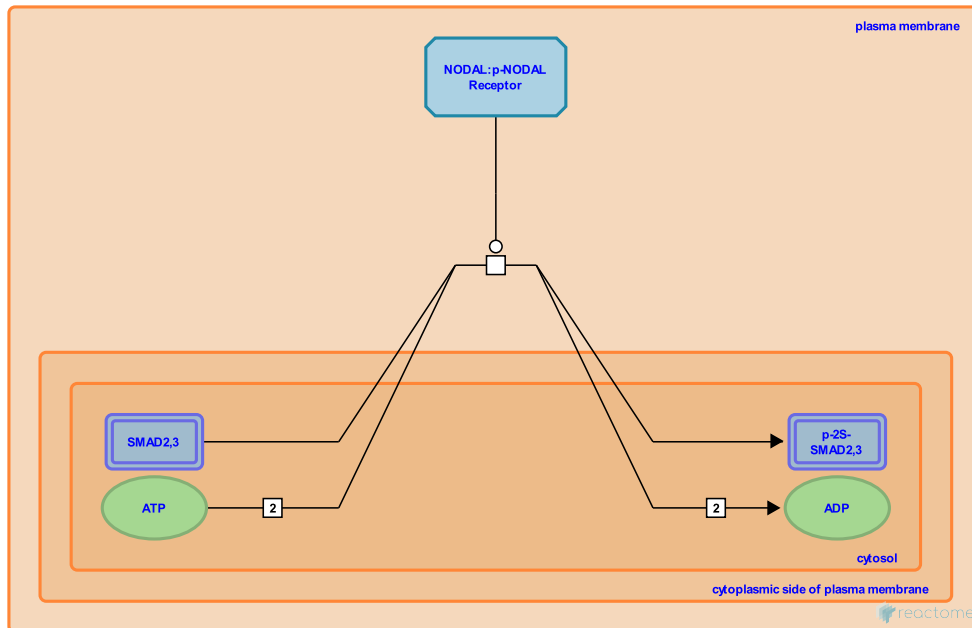 plasma membrane
NODAL:p-NODAL
Receptor
SMAD2,3
p-2S-
SMAD2,3
ATP
2
2
ADP
cytosol
cytoplasmic side of plasma membrane
reactome